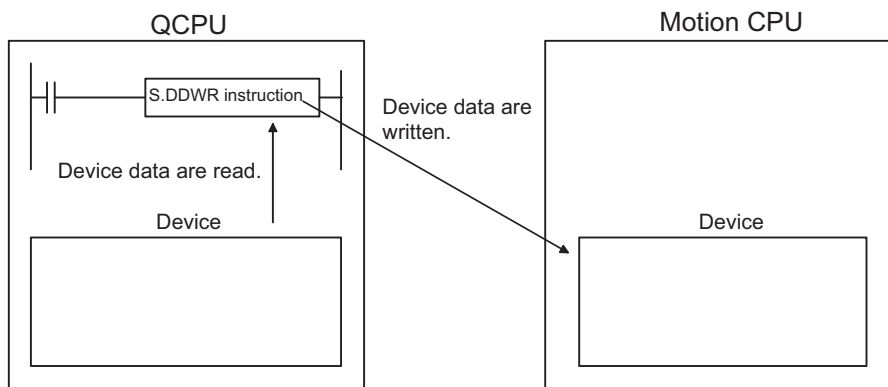 QCPU
Motion CPU
S.DDWR instruction
Device data are
written.
Device data are read.
Device
Device